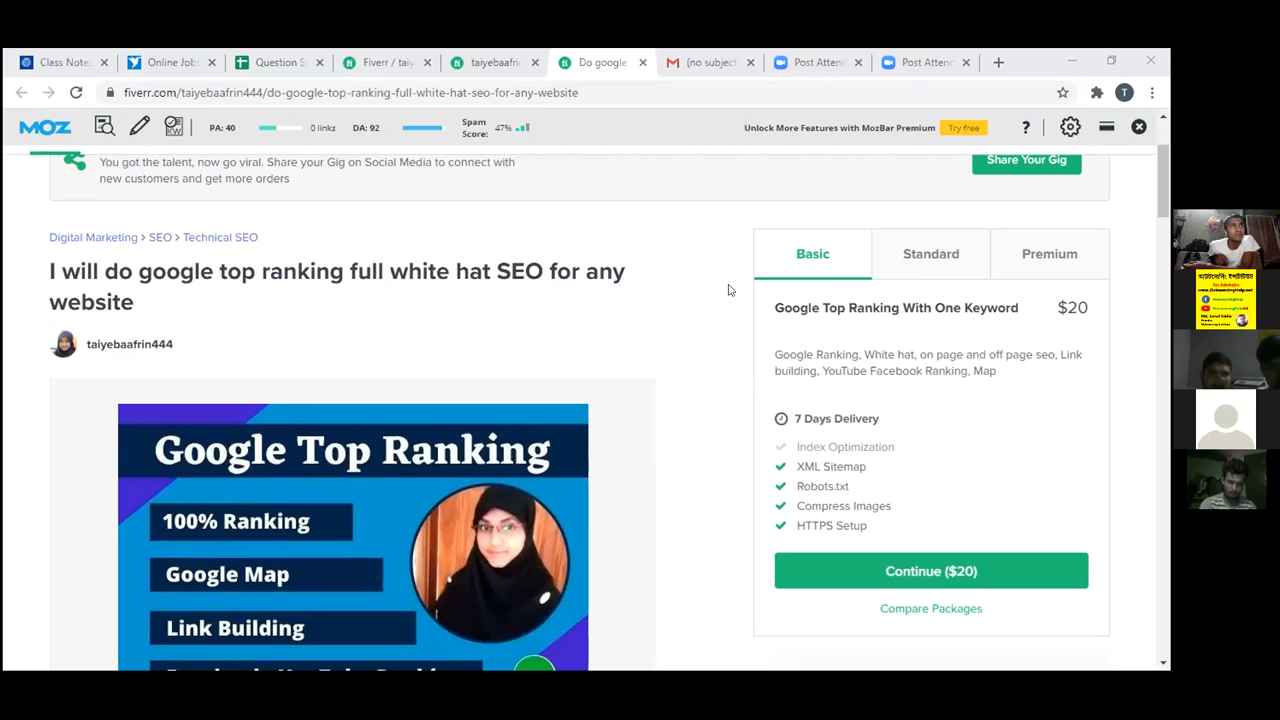 Class Note
Online Job
Question S
Fiverr / taiy
taiyebaafri
Do google
(no subject
Post Attend
Post Attend
fiverr.com/taiyebaafrin444/do-google-top-ranking-full-white-hat-seo-for-any-website
T
MOZ
PA: 40
0 links
DA: 92
Spam
Score:
47%
Unlock More Features with MozBar Premium
Try free
You got the talent, now go viral. Share your Gig on Social Media to connect with
new customers and get more orders
Share Your Gig
Digital Marketing > SEO > Technical SEO
I will do google top ranking full white hat SEO for any
website
taiyebaafrin444
Google Top Ranking
100% Ranking
Google Map
Link Building
Basic
Standard
Premium
Google Top Ranking With One Keyword
$20
Google Ranking, White hat, on page and off page seo, Link
building, YouTube Facebook Ranking, Map
7 Days Delivery
Index Optimization
XML Sitemap
Robots.txt
Compress Images
HTTPS Setup
Continue ($20)
Compare Packages